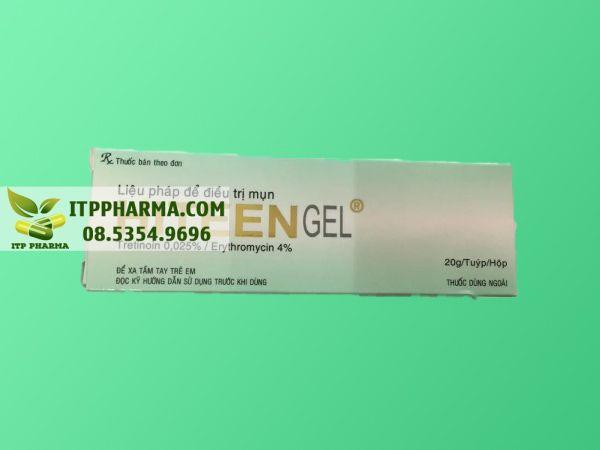 Rx Thuốc bán theo đơn
Liệu pháp để điều trị mụn
GEL®
Tretinoin 0,025% / Erythromycin 4%
20g/Tuýp/Hộp
ĐỂ XA TẦM TAY TRẺ EM
ĐỌC KỸ HƯỚNG DẪN SỬ DỤNG TRƯỚC KHI DÙNG
THUỐC DÙNG NGOÀI
ITP PHARMA
ITPPHARMA.COM
08.5354.9696